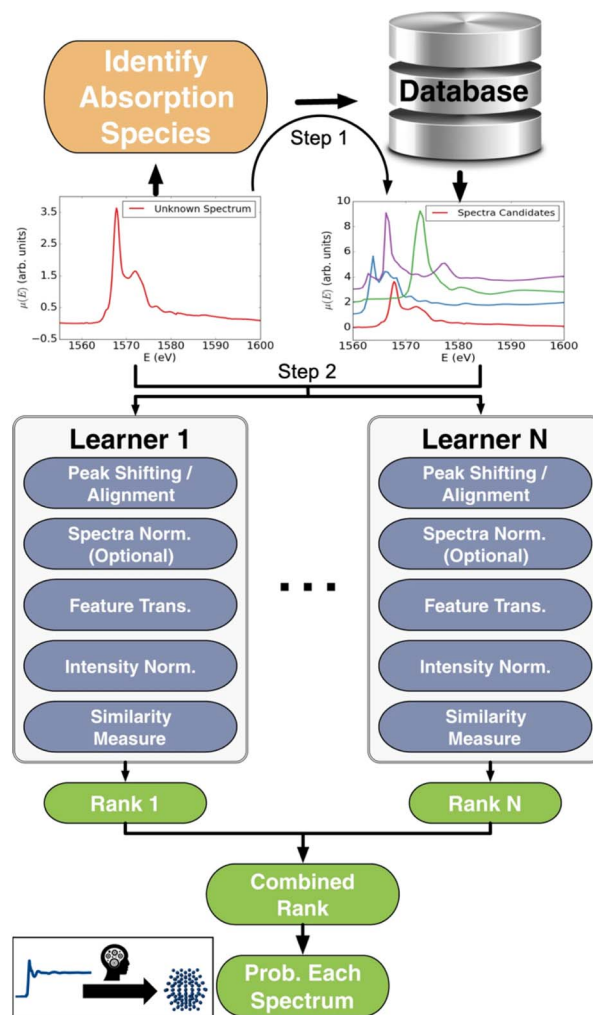 Identify
Absorption
Species
Database
Step 1
Unknown Spectrum
3.5
2.5
1.5
0.5
−0.5
μ(E) (arb. units)
1560 1570 1580 1590 1600
E (eV)
Spectra Candidates
10
8
6
4
2
0
μ(E) (arb. units)
1560 1570 1580 1590 1600
E (eV)
Step 2
Learner 1
Peak Shifting /
Alignment
Spectra Norm.
(Optional)
Feature Trans.
Intensity Norm.
Similarity
Measure
Rank 1
...
Learner N
Peak Shifting /
Alignment
Spectra Norm.
(Optional)
Feature Trans.
Intensity Norm.
Similarity
Measure
Rank N
Combined
Rank
Prob. Each
Spectrum